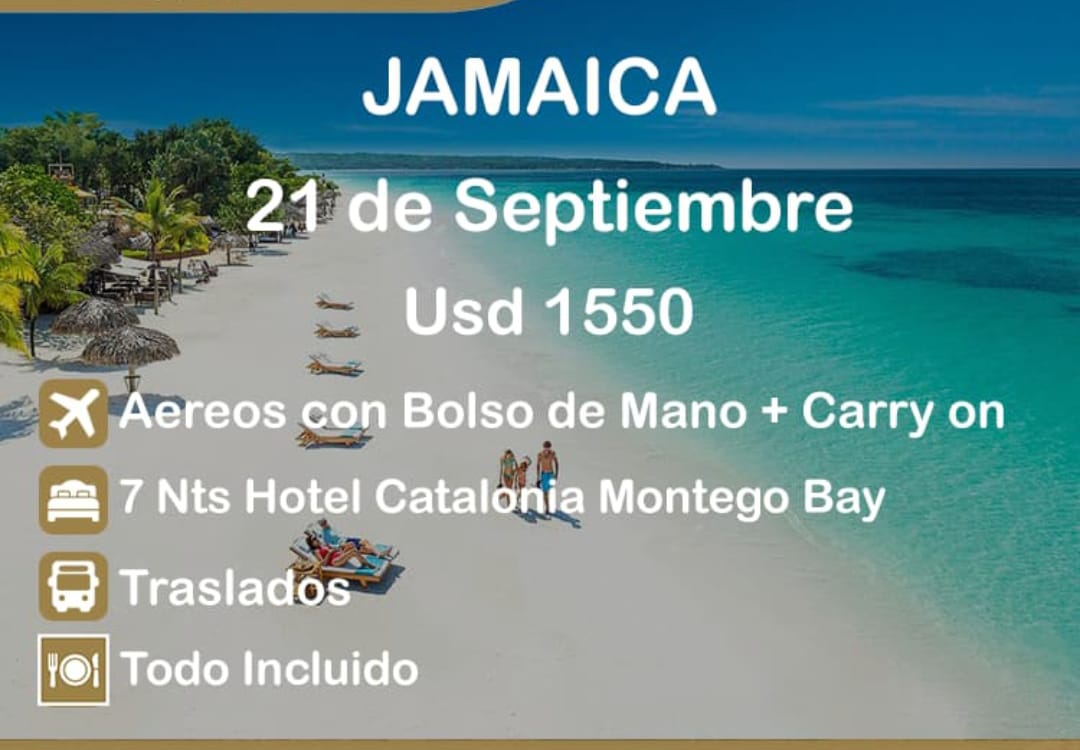 JAMAICA
21 de Septiembre
Usd 1550
Aereos con Bolso de Mano + Carry on
7 Nts Hotel Catalonia Montego Bay
Traslados
Todo Incluido